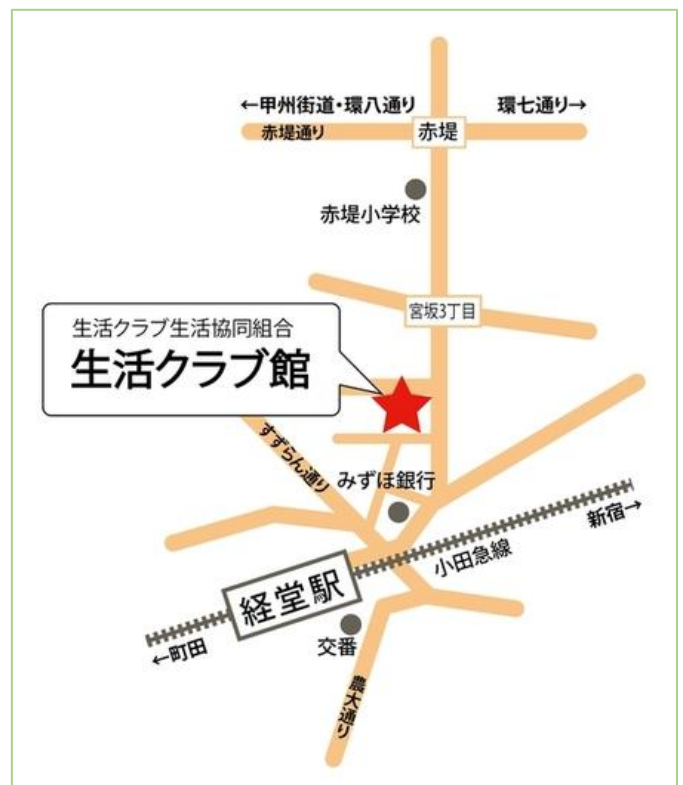 ←甲州街道・環八通り
環七通り→
赤堤通り
赤堤
赤堤小学校
宮坂3丁目
生活クラブ生活協同組合
生活クラブ館
すずらん通り
みずほ銀行
新宿→
小田急線
経堂駅
←町田
交番
農大通り